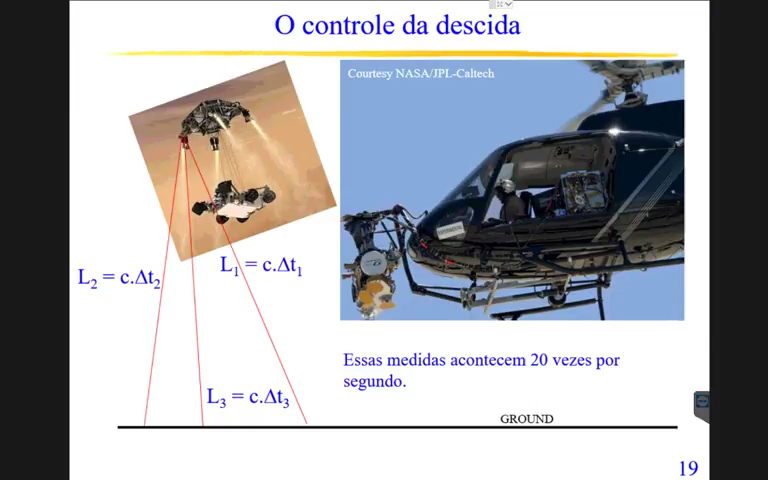 O controle da descida
Courtesy NASA/JPL-Caltech
L₂ = c.Δt₂
L₁ = c.Δt₁
Essas medidas acontecem 20 vezes por
segundo.
L₃ = c.Δt₃
GROUND
19